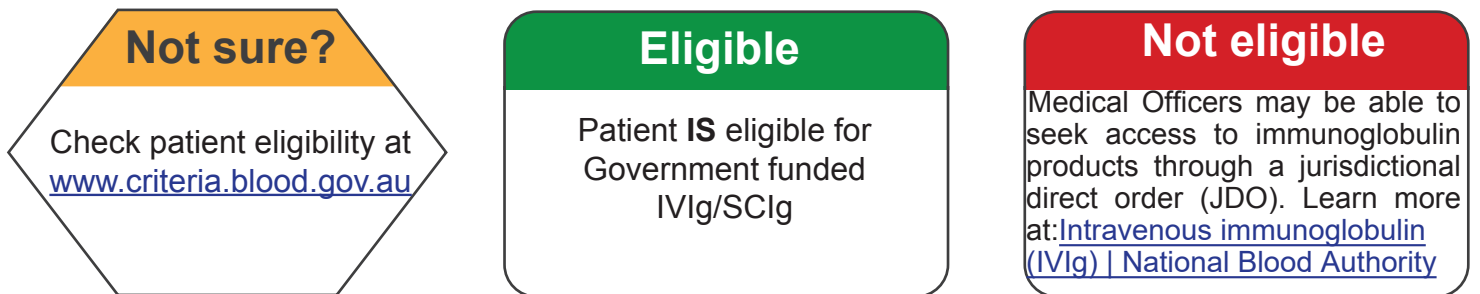 Not sure?
Check patient eligibility at
www.criteria.blood.gov.au
Eligible
Patient IS eligible for
Government funded
IVIg/SCIg
Not eligible
Medical Officers may be able to
seek access to immunoglobulin
products through a jurisdictional
direct order (JDO). Learn more
at:Intravenous immunoglobulin
(IVIg) | National Blood Authority